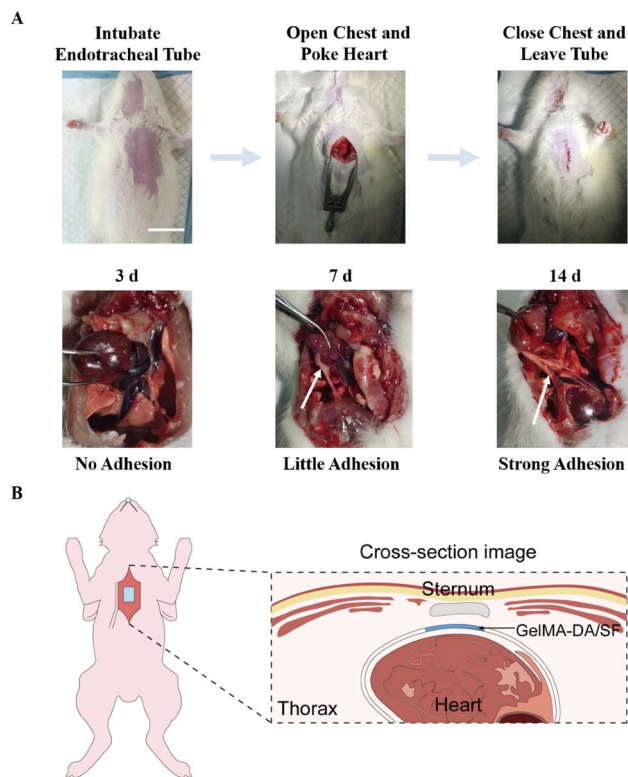 A
Intubate
Endotracheal Tube
Open Chest and
Poke Heart
Close Chest and
Leave Tube
3 d
7 d
14 d
No Adhesion
Little Adhesion
Strong Adhesion
B
Cross-section image
Sternum
GelMA-DA/SF
Thorax
Heart